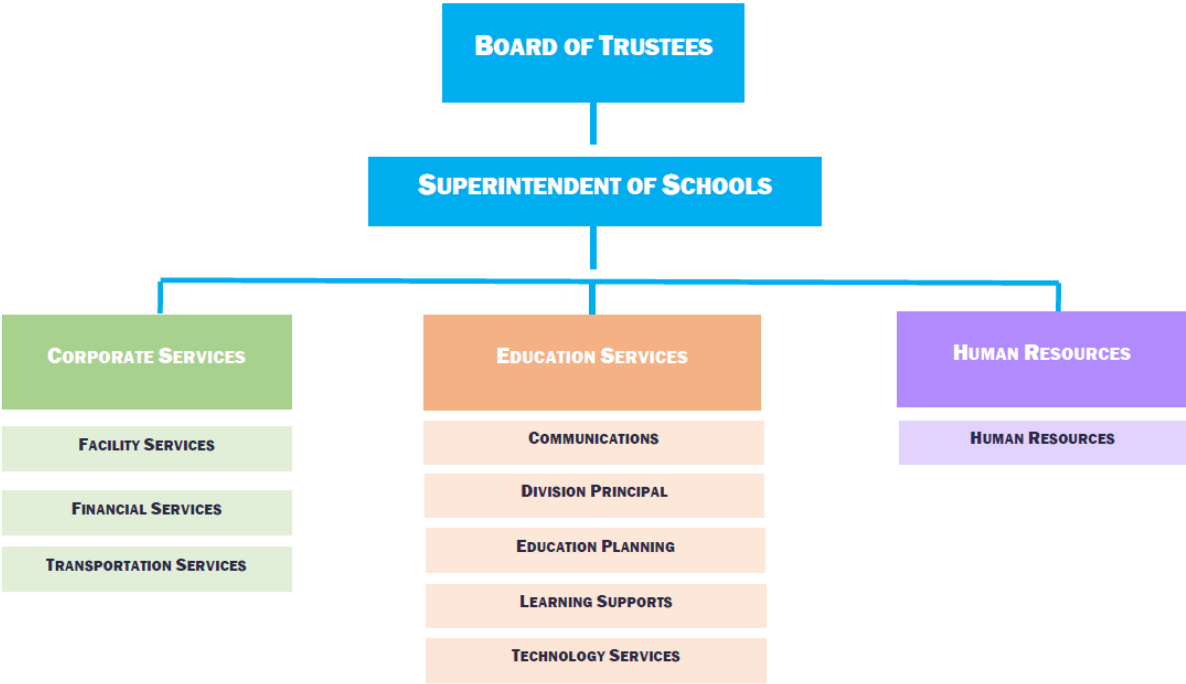 BOARD OF TRUSTEES
SUPERINTENDENT OF SCHOOLS
CORPORATE SERVICES
FACILITY SERVICES
FINANCIAL SERVICES
TRANSPORTATION SERVICES
EDUCATION SERVICES
COMMUNICATIONS
DIVISION PRINCIPAL
EDUCATION PLANNING
LEARNING SUPPORTS
TECHNOLOGY SERVICES
HUMAN RESOURCES
HUMAN RESOURCES